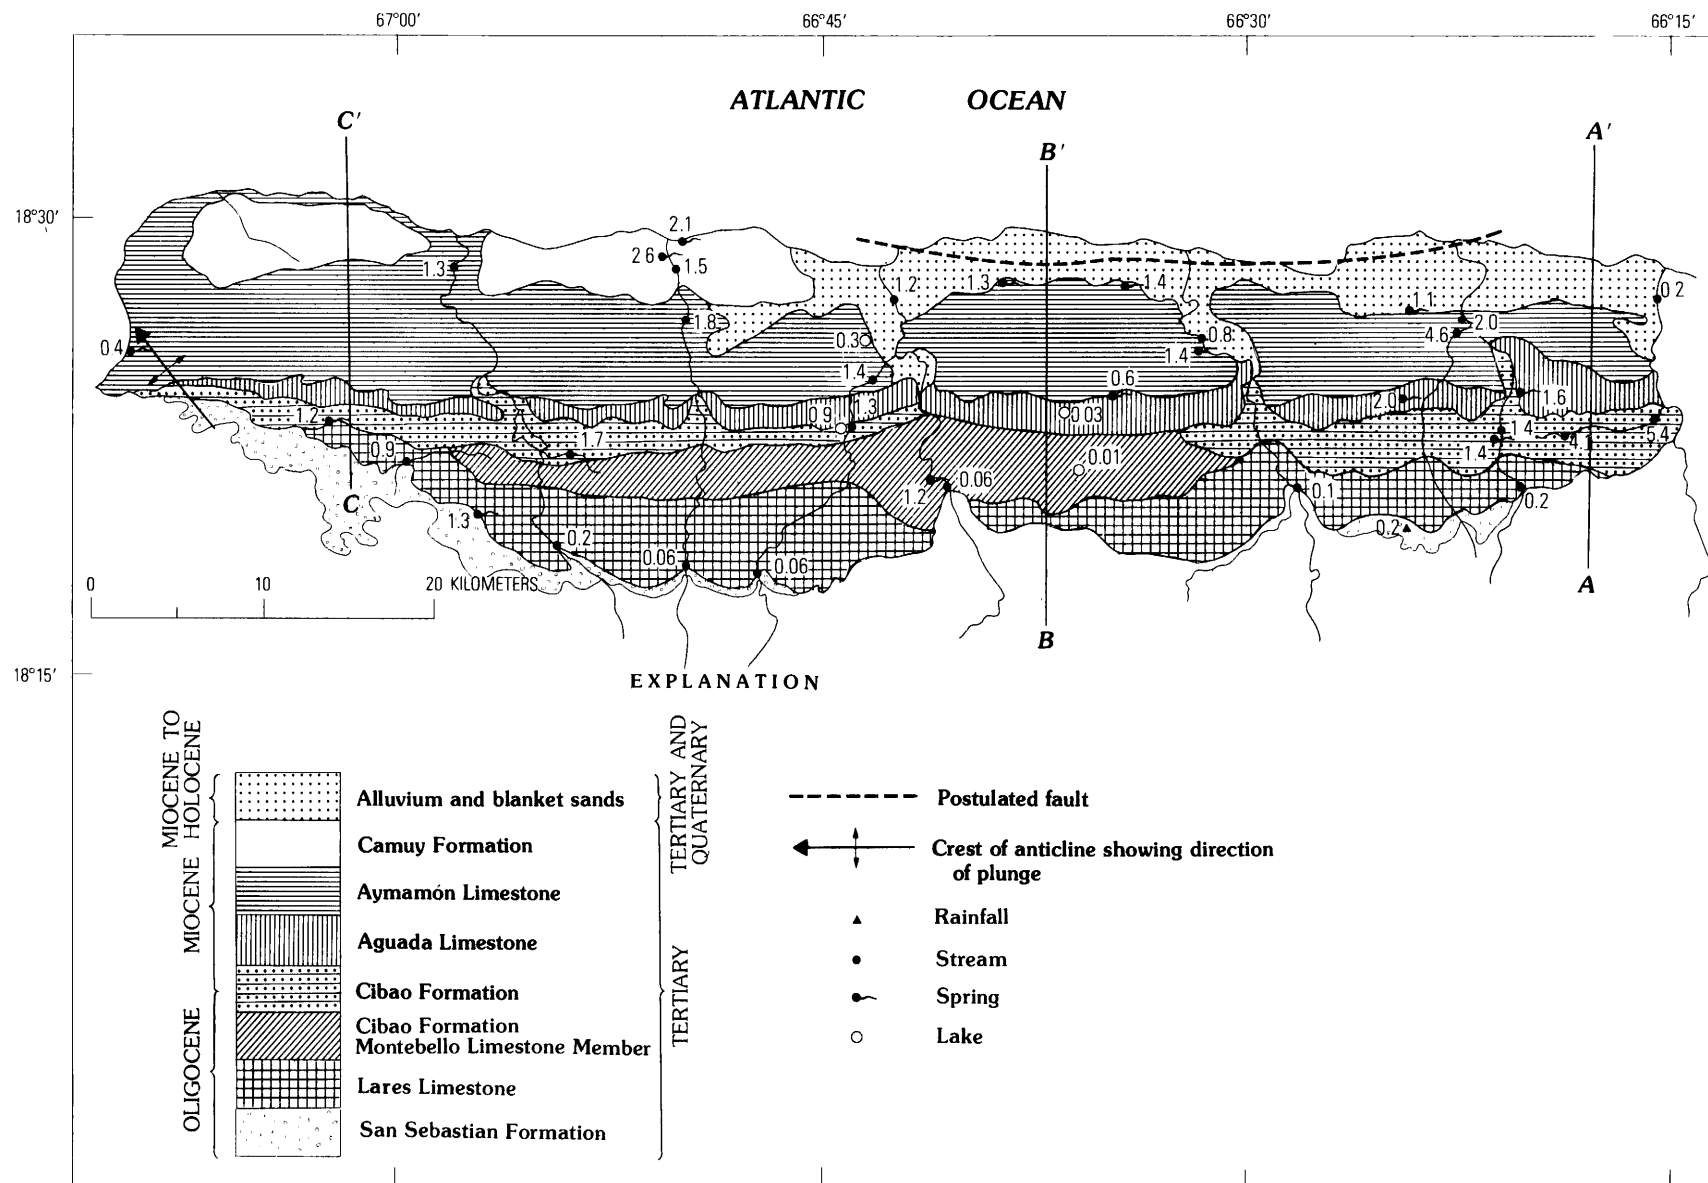 67°00′ 66°45′ 66°30′ 66°15′
ATLANTIC OCEAN
C′
B′
A′
18°30′
2.1
2 6
1.5
1.3
1.2
1.3
1.4
0 2
1.1
1.8
2.0
4.6
0.3
0.8
1.4
0 4
1.4
0.6
2.0
1.6
1.2
0.9
1.3
0 03
1 4
5.4
1.7
1.4
4.1
0.9
0.01
1.2
0.06
0.1
0.2
C
1.3
0.2
0.2
0.06
0.06
0 10 20 KILOMETERS
A
B
18°15′
EXPLANATION
MIOCENE TO
HOLOCENE
MIOCENE
OLIGOCENE
Alluvium and blanket sands
Camuy Formation
Aymamón Limestone
Aguada Limestone
Cibao Formation
Cibao Formation
Montebello Limestone Member
Lares Limestone
San Sebastian Formation
TERTIARY AND
QUATERNARY
TERTIARY
Postulated fault
Crest of anticline showing direction
of plunge
Rainfall
Stream
Spring
Lake